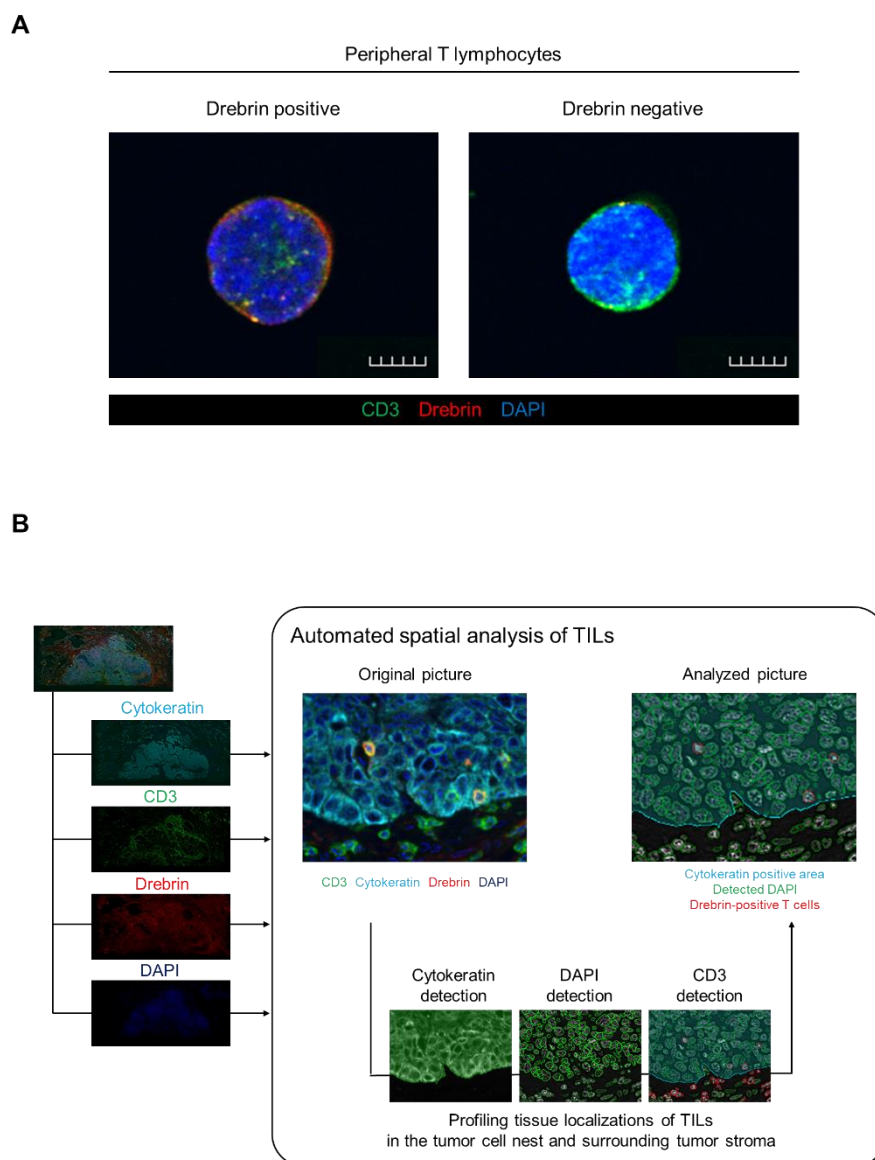 A
Peripheral T lymphocytes
Drebrin positive
Drebrin negative
CD3 Drebrin DAPI
B
Automated spatial analysis of TILs
Cytokeratin
CD3
Drebrin
DAPI
Original picture
Analyzed picture
CD3 Cytokeratin Drebrin DAPI
Cytokeratin positive area
Detected DAPI
Drebrin-positive T cells
Cytokeratin
detection
DAPI
detection
CD3
detection
Profiling tissue localizations of TILs
in the tumor cell nest and surrounding tumor stroma